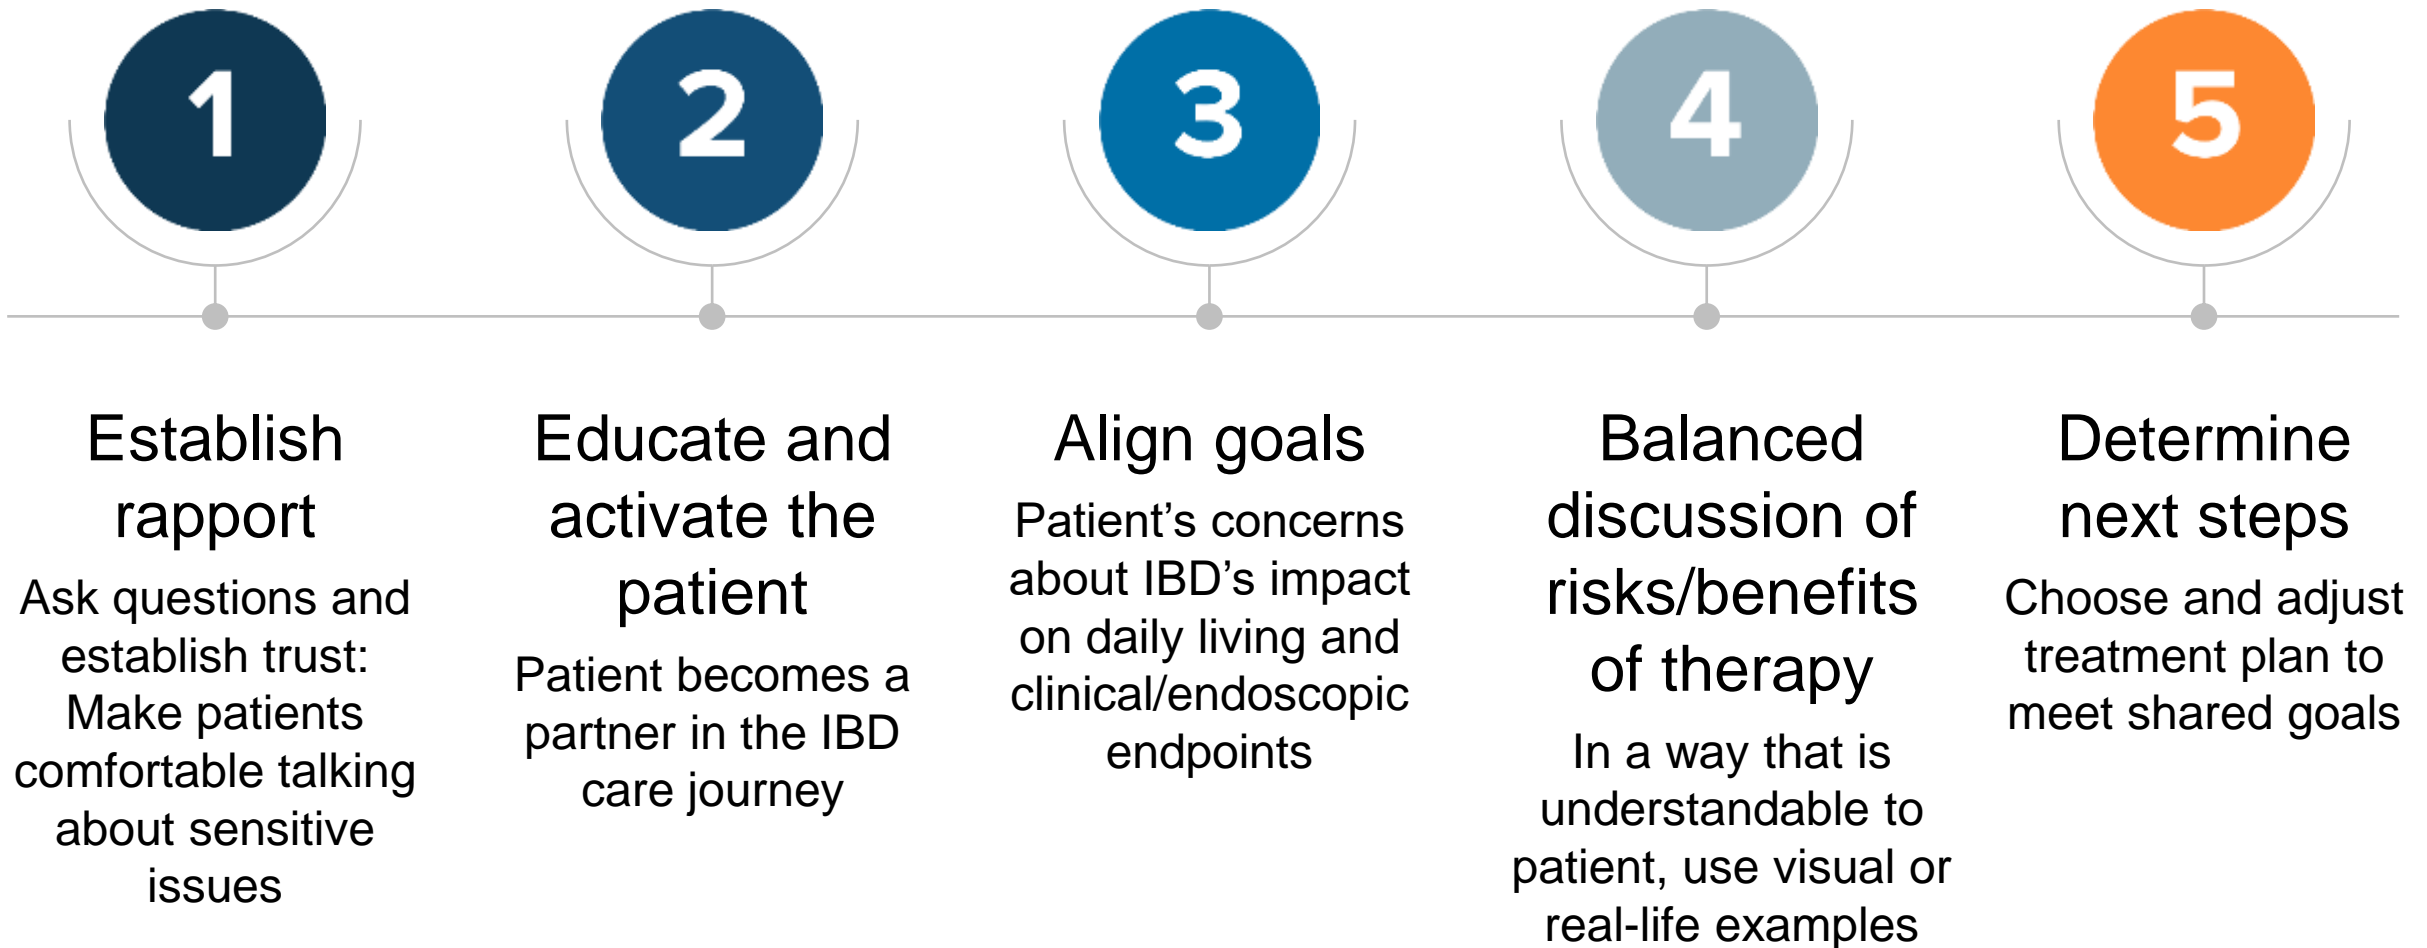 1
2
3
4
5
Establish
rapport
Ask questions and
establish trust:
Make patients
comfortable talking
about sensitive
issues
Educate and
activate the
patient
Patient becomes a
partner in the IBD
care journey
Align goals
Patient’s concerns
about IBD’s impact
on daily living and
clinical/endoscopic
endpoints
Balanced
discussion of
risks/benefits
of therapy
In a way that is
understandable to
patient, use visual or
real-life examples
Determine
next steps
Choose and adjust
treatment plan to
meet shared goals